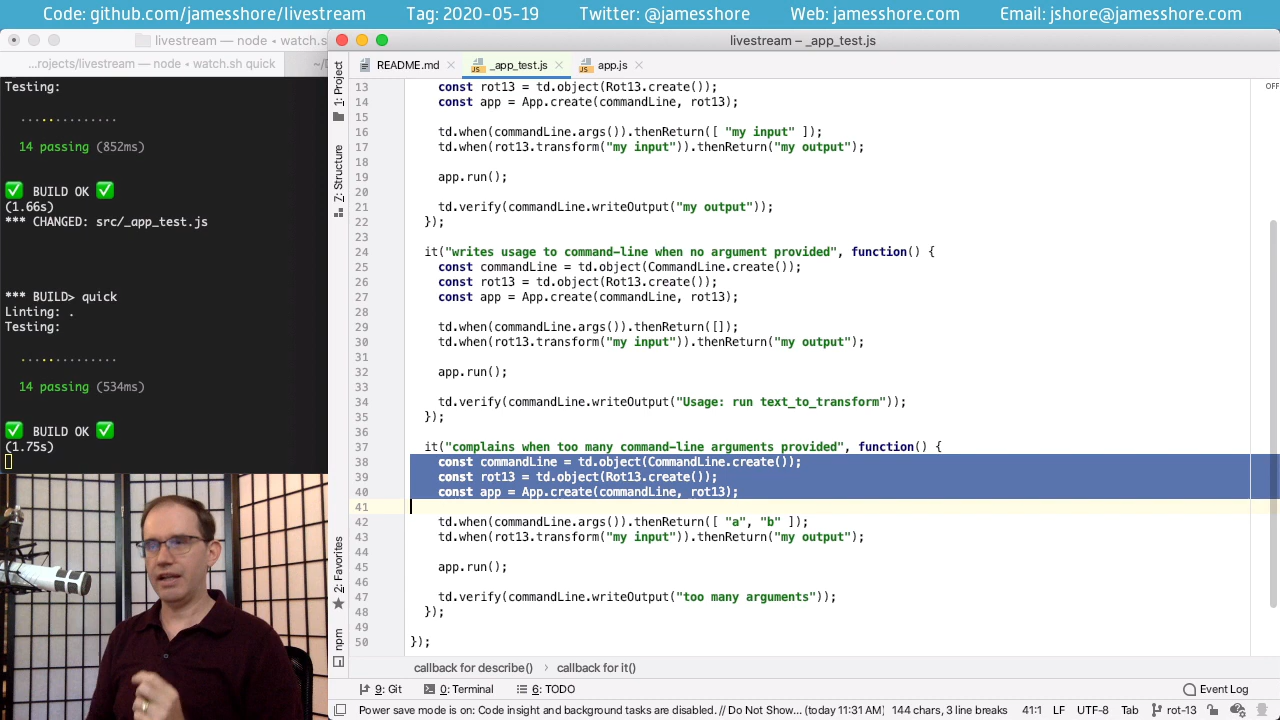 Code: github.com/jamesshore/livestream Tag: 2020-05-19 Twitter: @jamesshore Web: jamesshore.com Email: jshore@jamesshore.com
livestream — node • watch.s
...rojects/livestream — node • watch.sh quick
~/D
Testing:
..............
14 passing (852ms)
✅ BUILD OK ✅
(1.66s)
*** CHANGED: src/_app_test.js
*** BUILD> quick
Linting: .
Testing:
..............
14 passing (534ms)
✅ BUILD OK ✅
(1.75s)
livestream – _app_test.js
README.md _app_test.js app.js
1: Project
7: Structure
2: Favorites
npm
OFF
13 const rot13 = td.object(Rot13.create());
14 const app = App.create(commandLine, rot13);
15
16 td.when(commandLine.args()).thenReturn([ "my input" ]);
17 td.when(rot13.transform("my input")).thenReturn("my output");
18
19 app.run();
20
21 td.verify(commandLine.writeOutput("my output"));
22 });
23
24 it("writes usage to command-line when no argument provided", function() {
25 const commandLine = td.object(CommandLine.create());
26 const rot13 = td.object(Rot13.create());
27 const app = App.create(commandLine, rot13);
28
29 td.when(commandLine.args()).thenReturn([]);
30 td.when(rot13.transform("my input")).thenReturn("my output");
31
32 app.run();
33
34 td.verify(commandLine.writeOutput("Usage: run text_to_transform"));
35 });
36
37 it("complains when too many command-line arguments provided", function() {
38 const commandLine = td.object(CommandLine.create());
39 const rot13 = td.object(Rot13.create());
40 const app = App.create(commandLine, rot13);
41
42 td.when(commandLine.args()).thenReturn([ "a", "b" ]);
43 td.when(rot13.transform("my input")).thenReturn("my output");
44
45 app.run();
46
47 td.verify(commandLine.writeOutput("too many arguments"));
48 });
49
50 });
callback for describe() › callback for it()
9: Git 0: Terminal 6: TODO Event Log
Power save mode is on: Code insight and background tasks are disabled. // Do Not Show... (today 11:31 AM) 144 chars, 3 line breaks 41:1 LF UTF-8 Tab rot-13